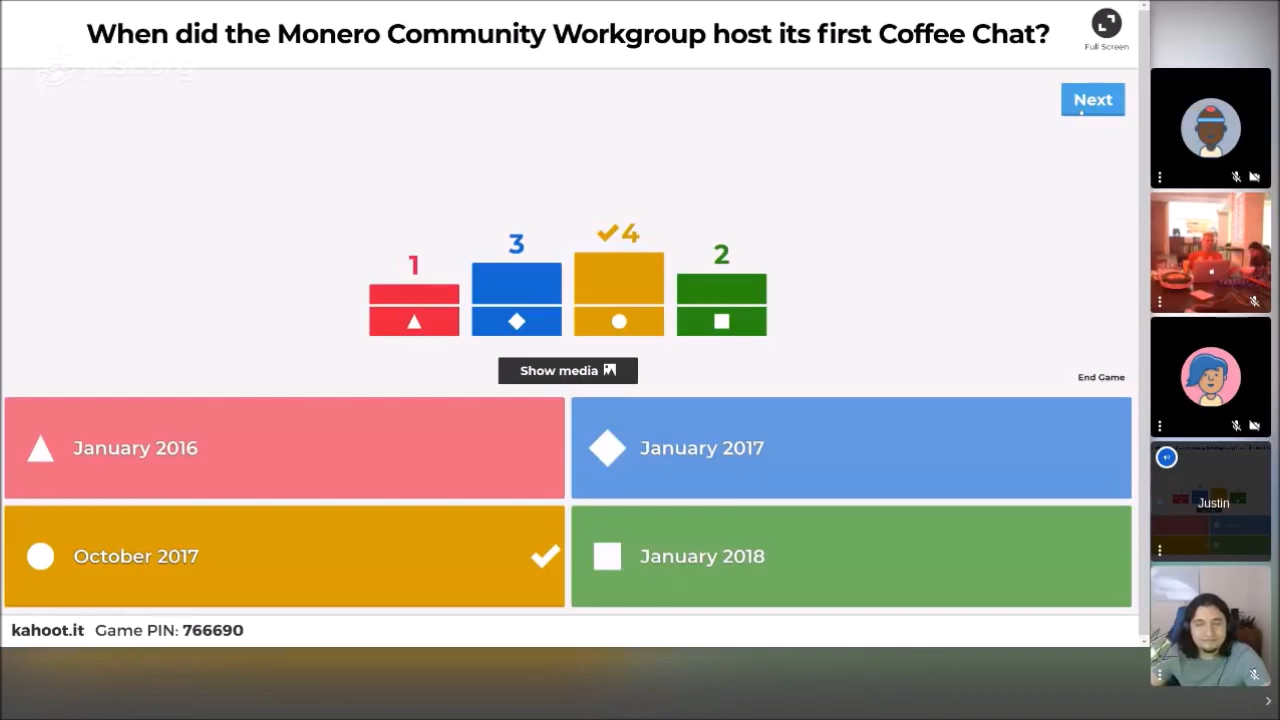 When did the Monero Community Workgroup host its first Coffee Chat?
Full Screen
Next
1
3
4
2
Show media
End Game
January 2016
January 2017
October 2017
January 2018
kahoot.it Game PIN: 766690
Justin